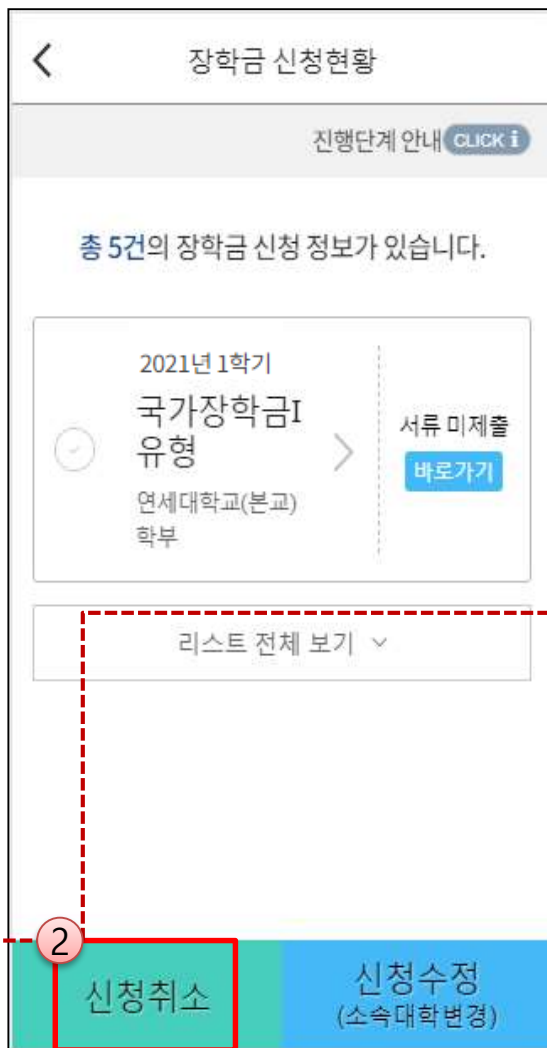 장학금 신청현황
진행단계 안내 CLICK i
총 5건의 장학금 신청 정보가 있습니다.
2021년 1학기
국가장학금I
유형
연세대학교(본교)
학부
서류 미제출
바로가기
리스트 전체 보기
2
신청취소
신청수정
(소속대학변경)